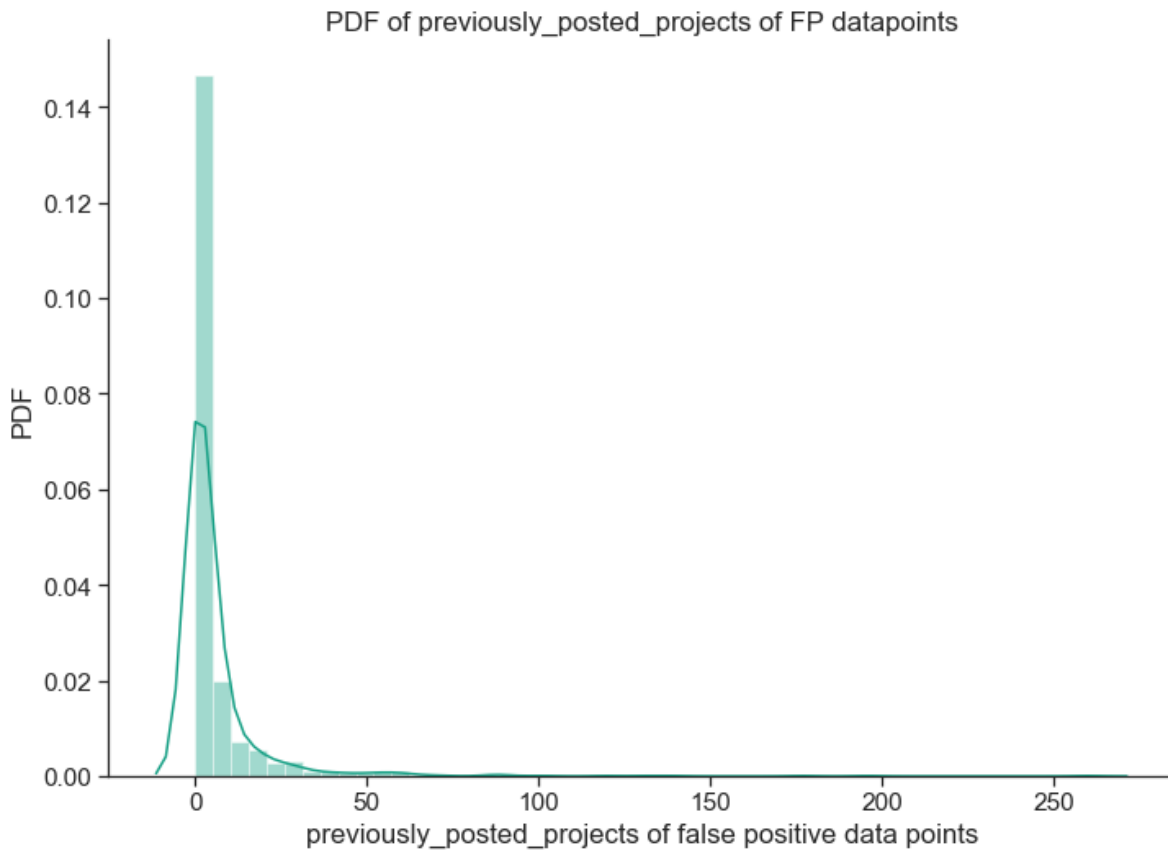 PDF of previously_posted_projects of FP datapoints
0.14
0.12
0.10
0.08
0.06
0.04
0.02
0.00
PDF
0 50 100 150 200 250
previously_posted_projects of false positive data points